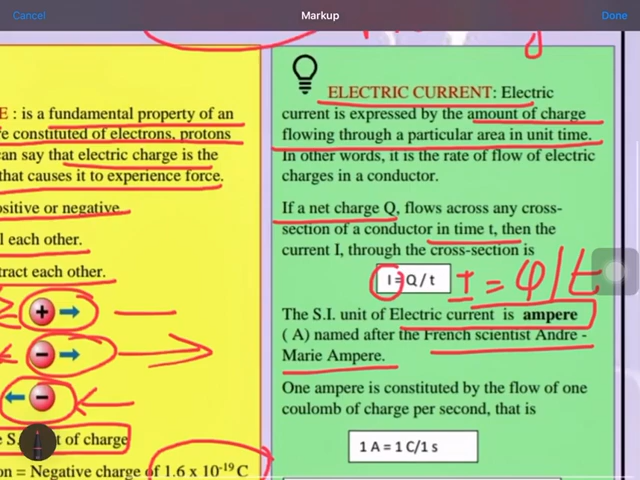 Cancel
Markup
Done
E : is a fundamental property of an
constituted of electrons, protons
can say that electric charge is the
that causes it to experience force.
ositive or negative.
l each other.
tract each other.
+
−
−
t of charge
on = Negative charge of 1.6 x 10⁻¹⁹ C
ELECTRIC CURRENT: Electric
current is expressed by the amount of charge
flowing through a particular area in unit time.
In other words, it is the rate of flow of electric
charges in a conductor.
If a net charge Q, flows across any cross-
section of a conductor in time t, then the
current I, through the cross-section is
I = Q / t
I = Q/t
The S.I. unit of Electric current is ampere
( A) named after the French scientist Andre -
Marie Ampere.
One ampere is constituted by the flow of one
coulomb of charge per second, that is
1 A = 1 C/1 s